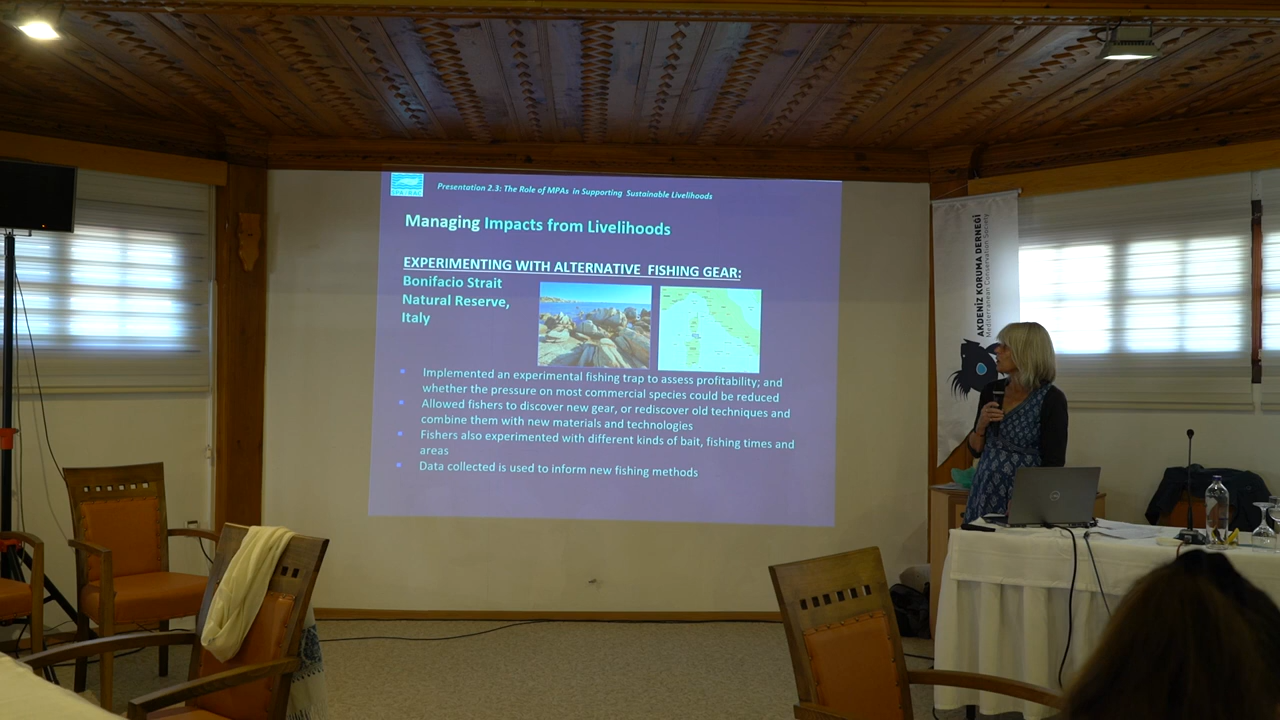 SPA / RAC
Presentation 2.3: The Role of MPAs in Supporting Sustainable Livelihoods
Managing Impacts from Livelihoods
EXPERIMENTING WITH ALTERNATIVE FISHING GEAR:
Bonifacio Strait
Natural Reserve,
Italy
Implemented an experimental fishing trap to assess profitability; and
whether the pressure on most commercial species could be reduced
Allowed fishers to discover new gear, or rediscover old techniques and
combine them with new materials and technologies
Fishers also experimented with different kinds of bait, fishing times and
areas
Data collected is used to inform new fishing methods
AKDENİZ KORUMA DERNEĞİ
Mediterranean Conservation Society